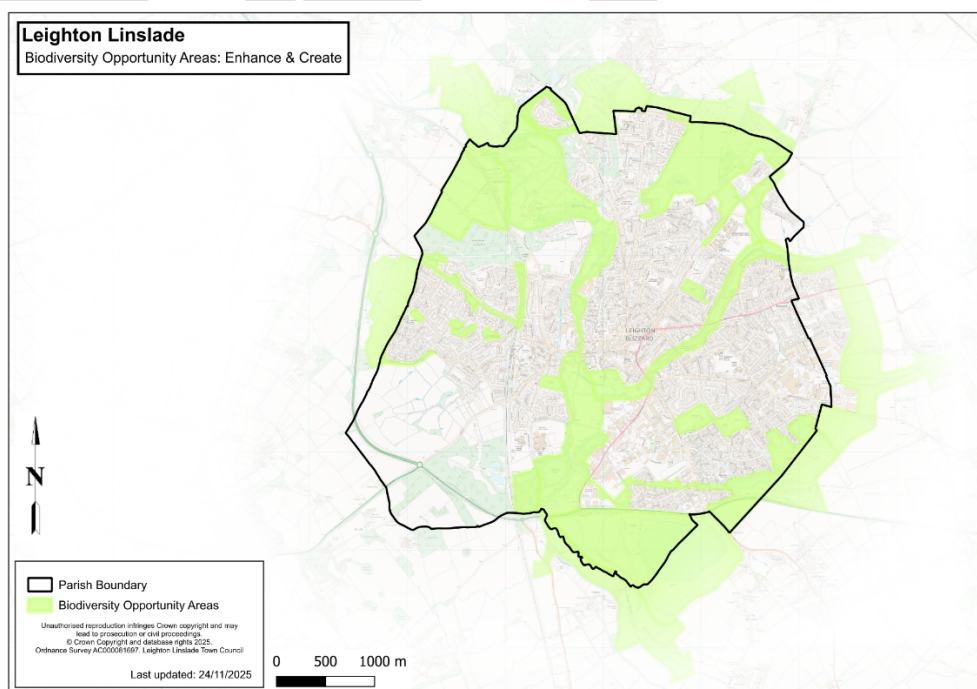 Leighton Linslade
Biodiversity Opportunity Areas: Enhance & Create
LEIGHTON
BUZZARD
N
Parish Boundary
Biodiversity Opportunity Areas
Unauthorised reproduction infringes Crown copyright and may
lead to prosecution or civil proceedings.
© Crown Copyright and database rights 2025.
Ordnance Survey AC000081697. Leighton Linslade Town Council
Last updated: 24/11/2025
0 500 1000 m